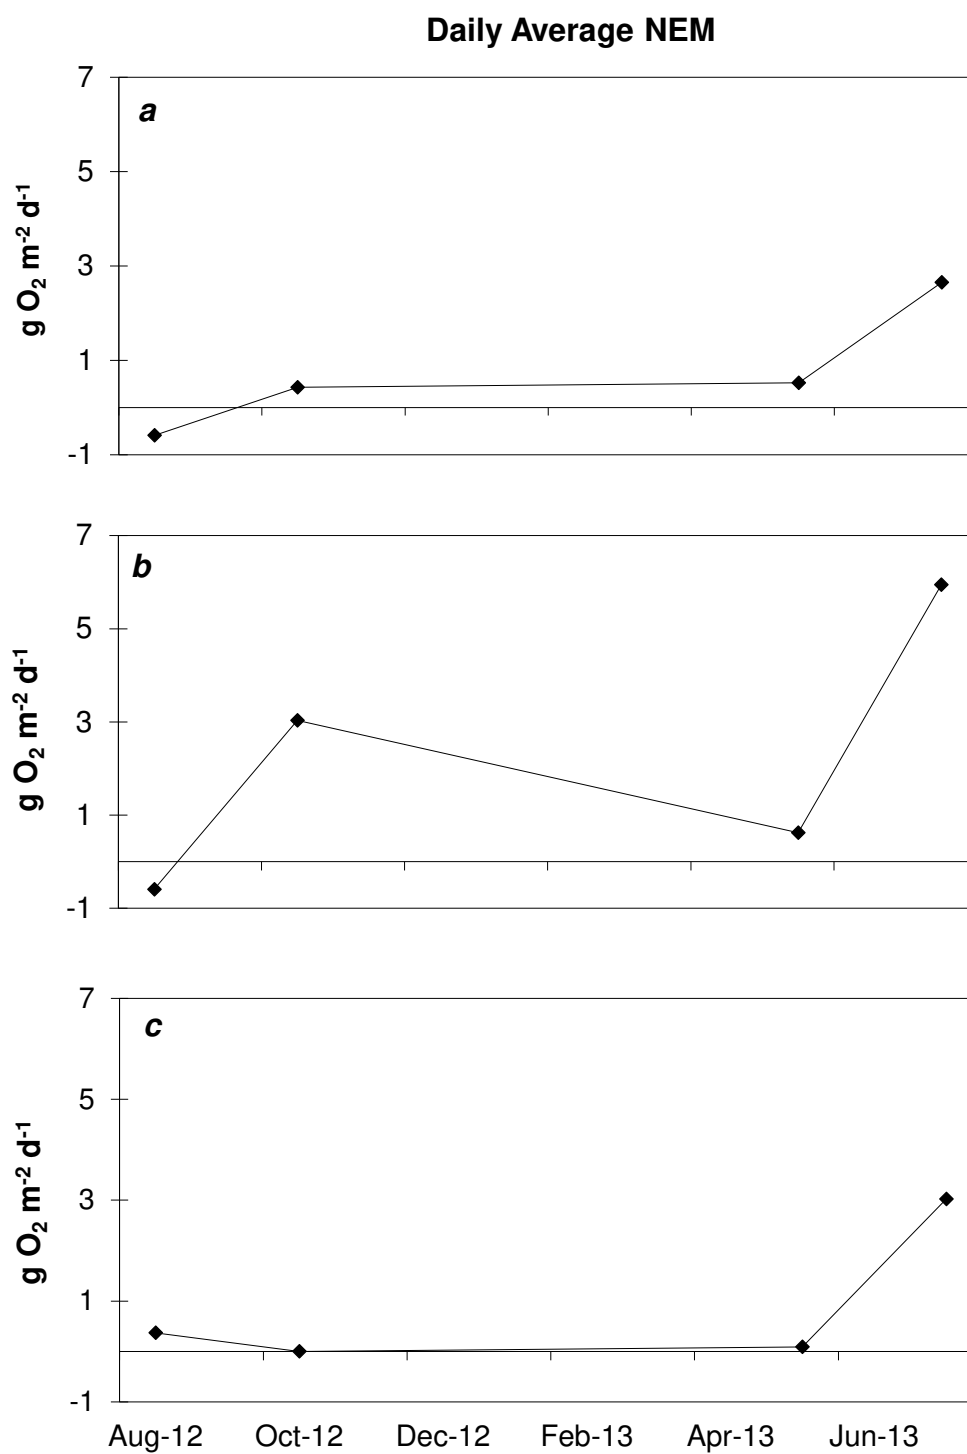 Daily Average NEM
7
a
5
3
1
-1
g O₂ m⁻² d⁻¹
7
b
5
3
1
-1
g O₂ m⁻² d⁻¹
7
c
5
3
1
-1
g O₂ m⁻² d⁻¹
Aug-12 Oct-12 Dec-12 Feb-13 Apr-13 Jun-13